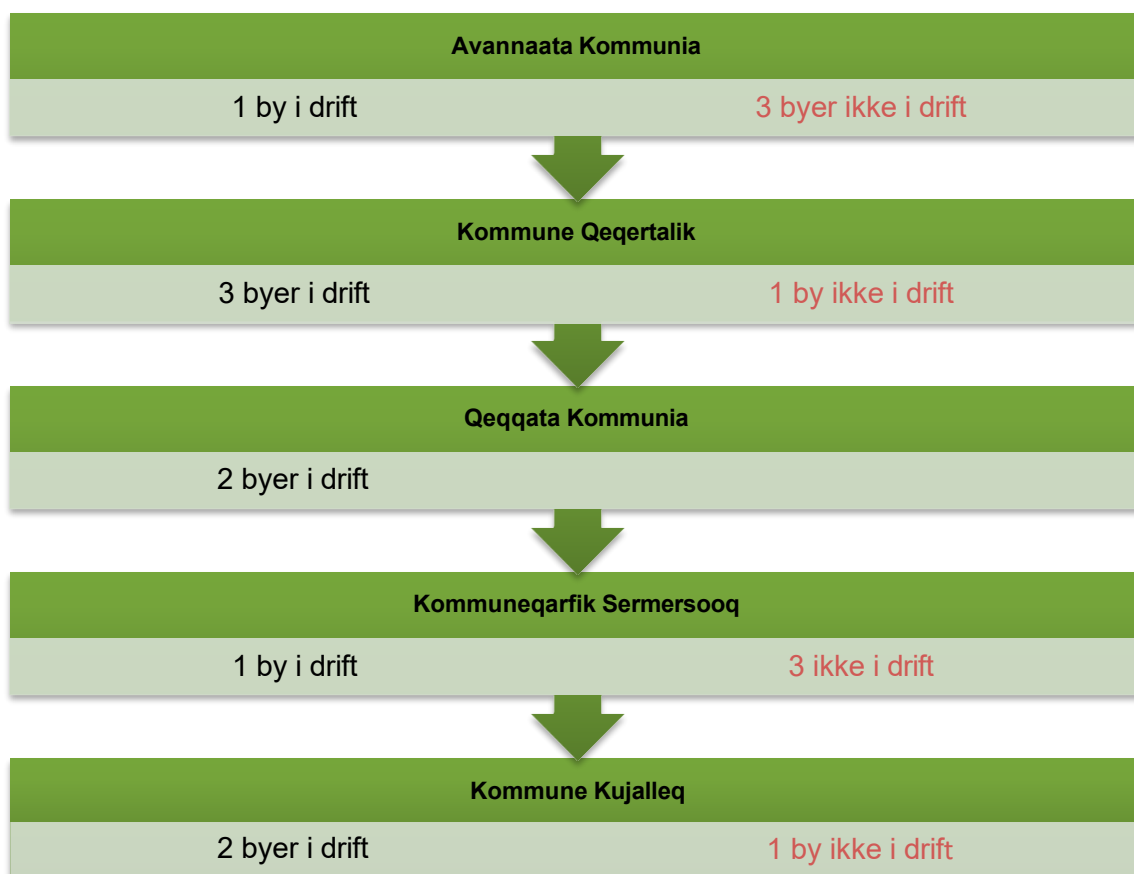 Avannaata Kommunia
1 by i drift 3 byer ikke i drift
Kommune Qeqertalik
3 byer i drift 1 by ikke i drift
Qeqqata Kommunia
2 byer i drift
Kommuneqarfik Sermersooq
1 by i drift 3 ikke i drift
Kommune Kujalleq
2 byer i drift 1 by ikke i drift